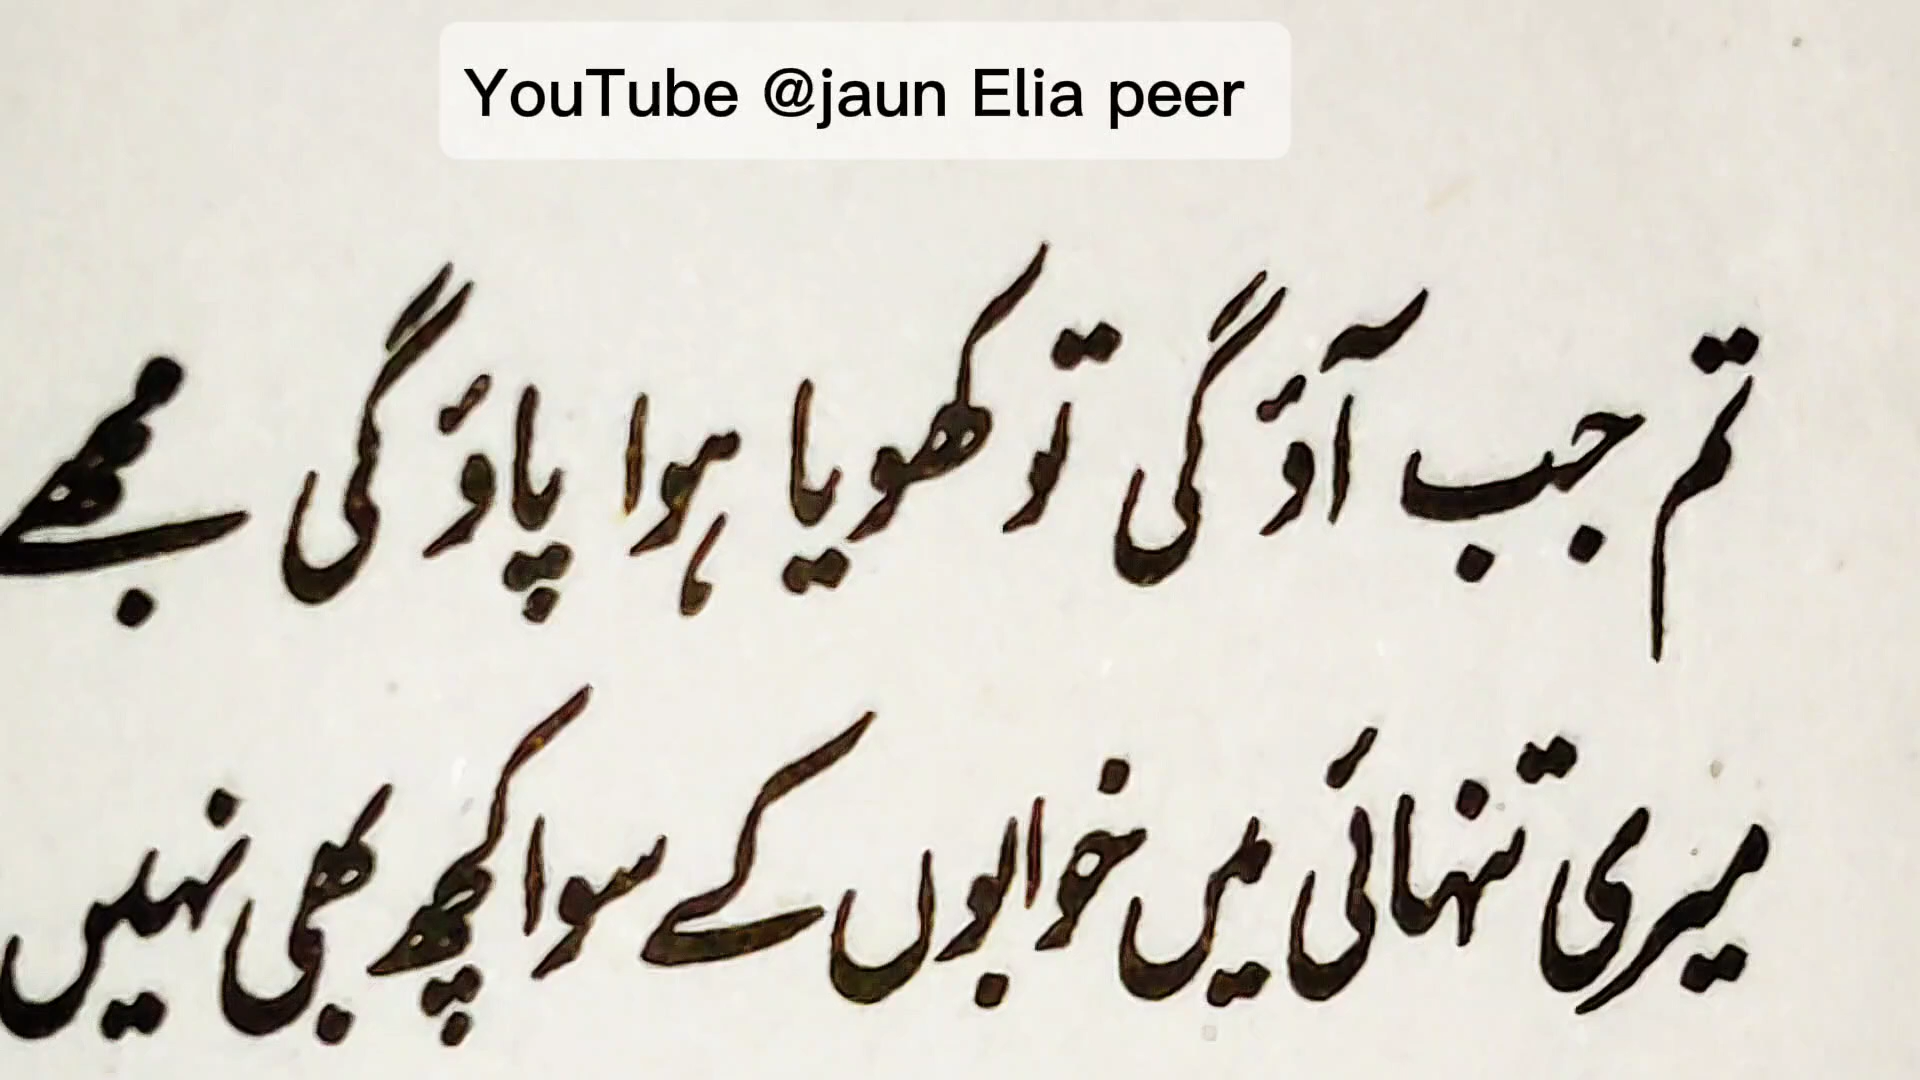 YouTube @jaun Elia peer
تم جب آؤ گی تو کھویا ہوا پاؤ گی مجھے
میری تنہائی میں خوابوں کے سوا کچھ بھی نہیں